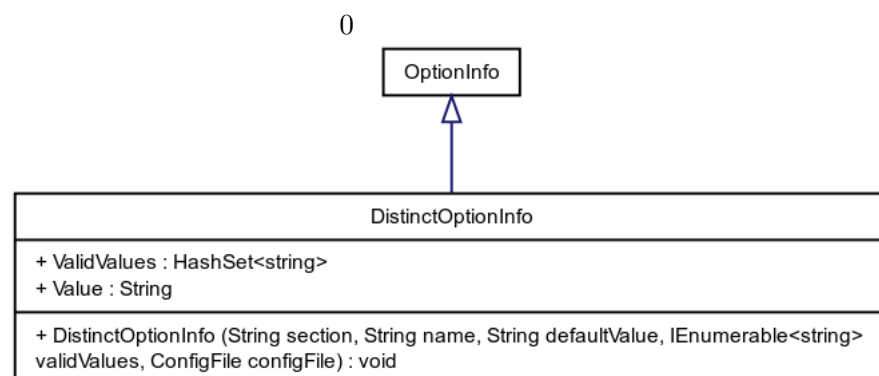 0
OptionInfo
DistinctOptionInfo
+ ValidValues : HashSet<string>
+ Value : String
+ DistinctOptionInfo (String section, String name, String defaultValue, IEnumerable<string>
validValues, ConfigFile configFile) : void